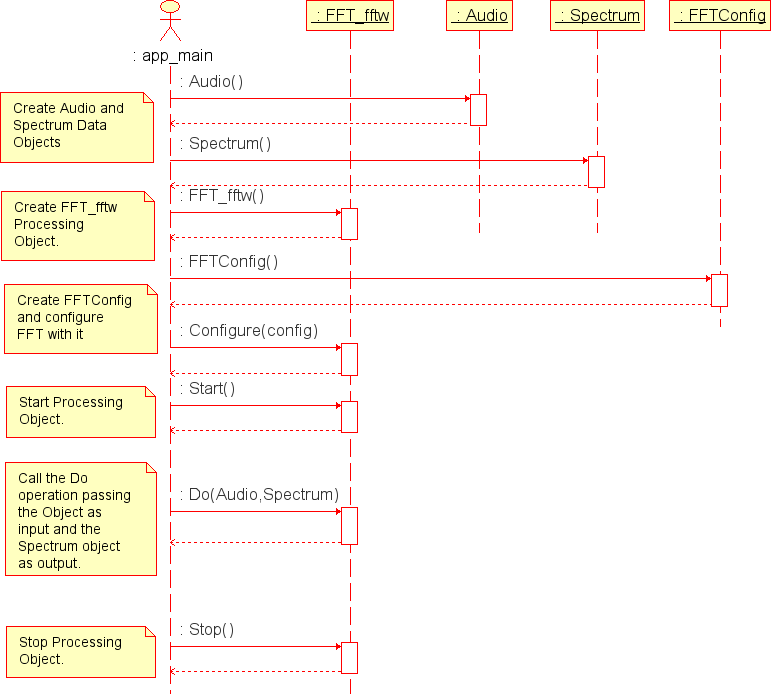 : FFT_fftw
: Audio
: Spectrum
: FFTConfig
: app_main
: Audio()
Create Audio and
Spectrum Data
Objects
: Spectrum()
: FFT_fftw()
Create FFT_fftw
Processing
Object.
: FFTConfig()
Create FFTConfig
and configure
FFT with it
: Configure(config)
: Start()
Start Processing
Object.
Call the Do
operation passing
the Object as
input and the
Spectrum object
as output.
: Do(Audio,Spectrum)
: Stop()
Stop Processing
Object.